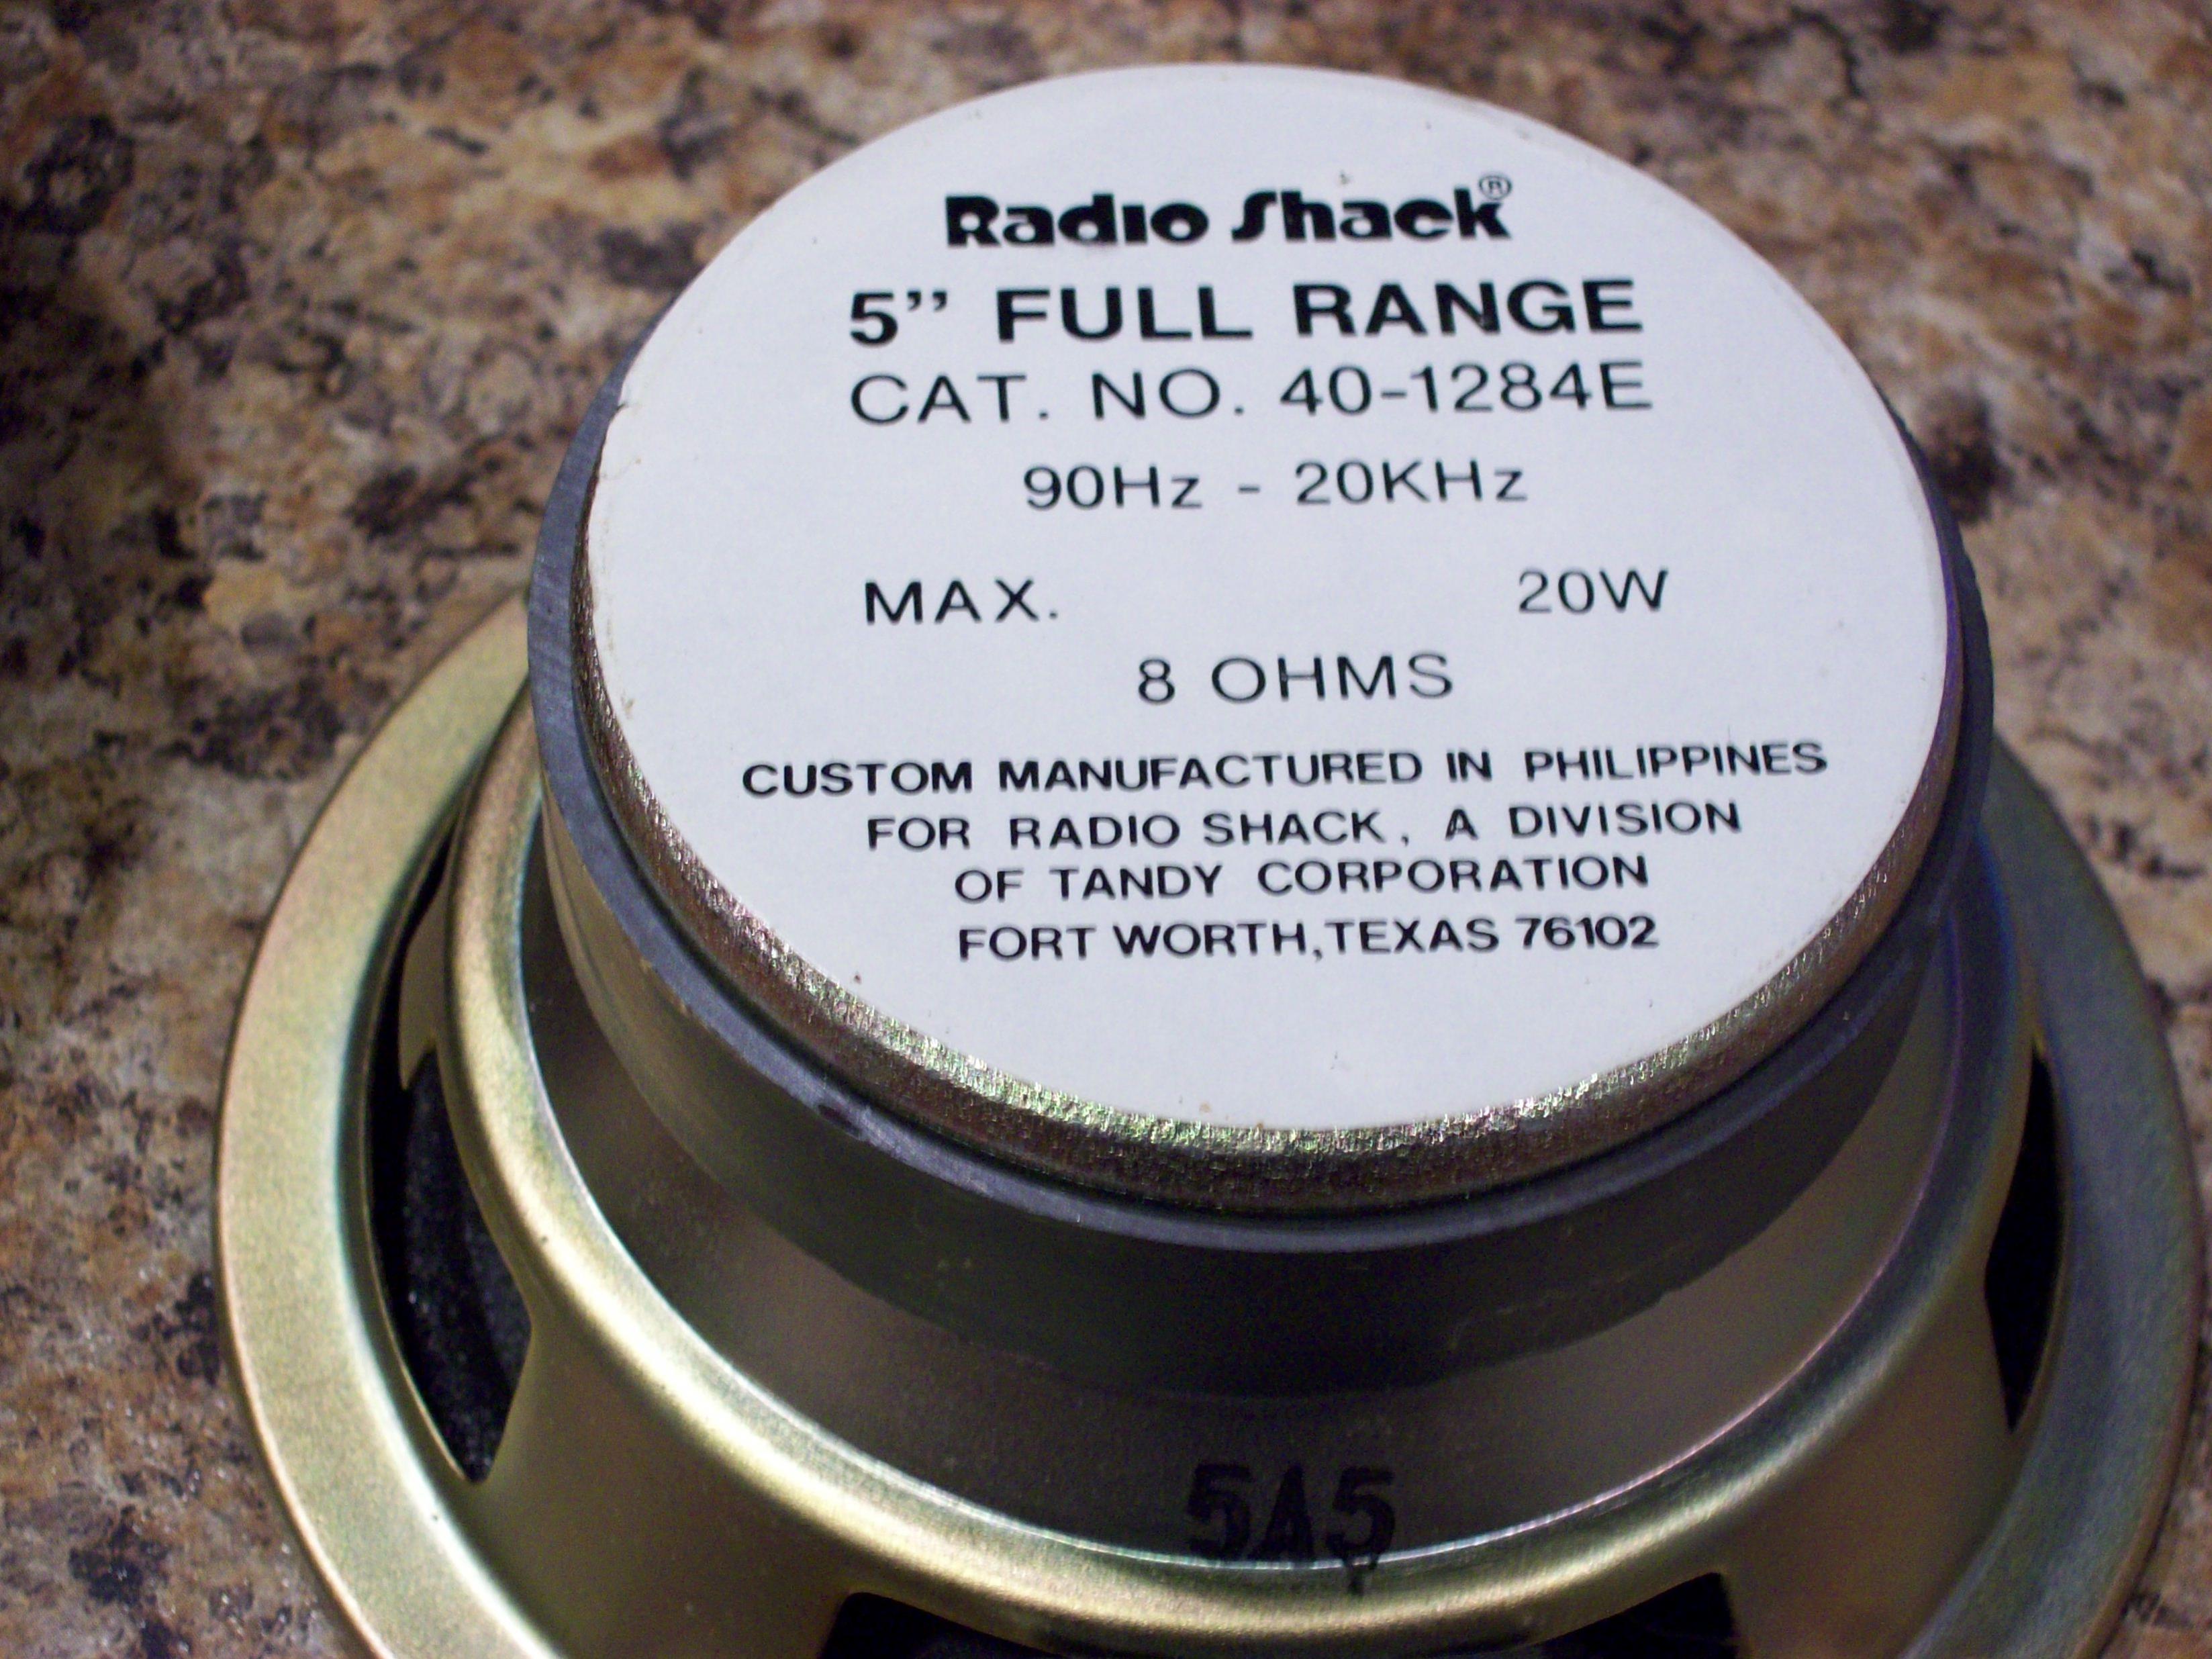 Radio Shack®
5” FULL RANGE
CAT. NO. 40-1284E
90Hz - 20KHz
MAX. 20W
8 OHMS
CUSTOM MANUFACTURED IN PHILIPPINES
FOR RADIO SHACK, A DIVISION
OF TANDY CORPORATION
FORT WORTH, TEXAS 76102
5A5